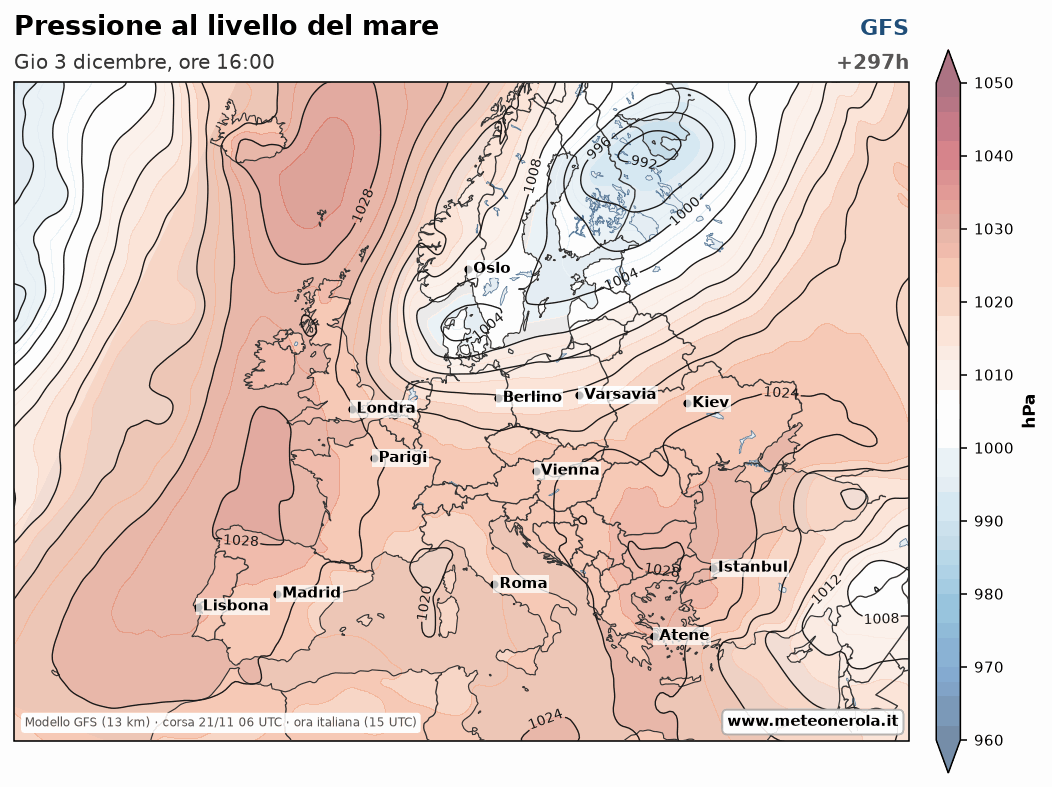 Pressione al livello del mare
GFS
Gio 3 dicembre, ore 16:00
+297h
1050
1040
1030
1020
1010
1000
990
980
970
960
hPa
996
992
1008
1028
1000
Oslo
1004
1004
Berlino
Varsavia
1024
Kiev
Londra
Parigi
Vienna
1028
1028
Istanbul
Roma
Madrid
1012
1020
Lisbona
1008
Atene
1024
Modello GFS (13 km) · corsa 21/11 06 UTC · ora italiana (15 UTC)
www.meteonerola.it